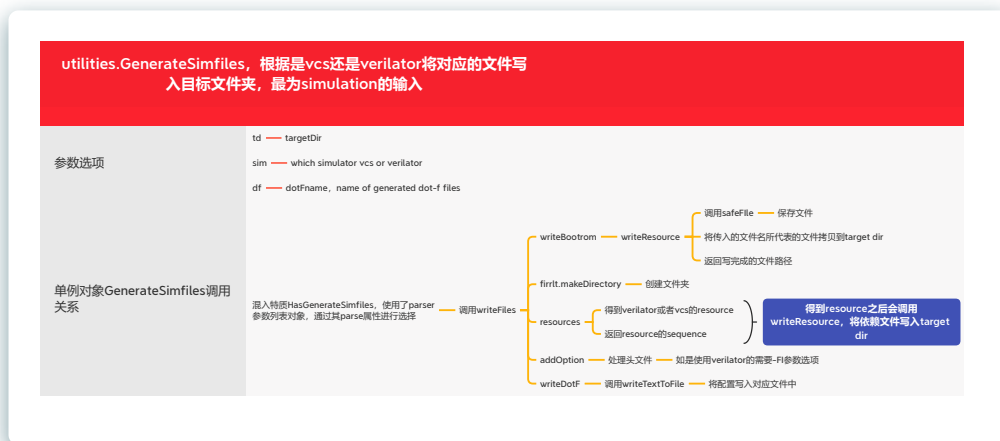 utilities.GenerateSimfiles，根据是vcs还是verilator将对应的文件写
入目标文件夹，最为simulation的输入
参数选项
td
targetDir
sim
which simulator vcs or verilator
df
dotFname，name of generated dot-f files
单例对象GenerateSimfiles调用
关系
混入特质HasGenerateSimfiles，使用了parser
参数列表对象，通过其parse属性进行选择
调用writeFiles
writeBootrom
writeResource
调用safeFIle
保存文件
将传入的文件名所代表的文件拷贝到target dir
返回写完成的文件路径
firrlt.makeDirectory
创建文件夹
resources
得到verilator或者vcs的resource
返回resource的sequence
得到resource之后会调用
writeResource，将依赖文件写入target
dir
addOption
处理头文件
如是使用verilator的需要-FI参数选项
writeDotF
调用writeTextToFile
将配置写入对应文件中